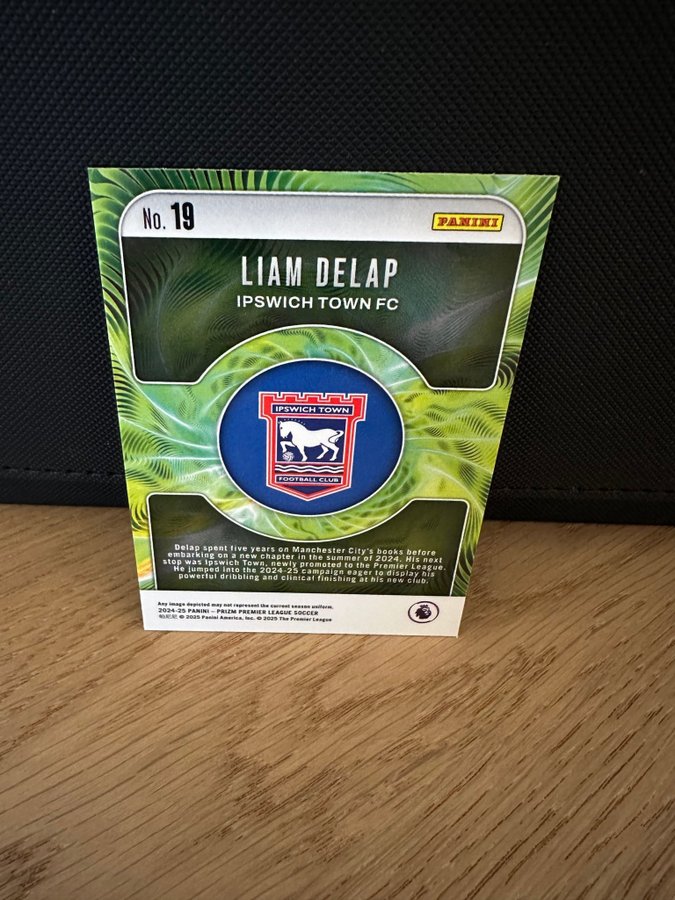 No. 19
PANINI
LIAM DELAP
IPSWICH TOWN FC
IPSWICH TOWN
FOOTBALL CLUB
Delap spent five years on Manchester City's books before
embarking on a new chapter in the summer of 2024. His next
stop was Ipswich Town, newly promoted to the Premier League.
He jumped into the 2024-25 campaign eager to display his
powerful dribbling and clinical finishing at his new club.
Any image depicted may not represent the current season uniform.
2024-25 PANINI – PRIZM PREMIER LEAGUE SOCCER
帕尼尼 © 2025 Panini America, Inc. © 2025 The Premier League